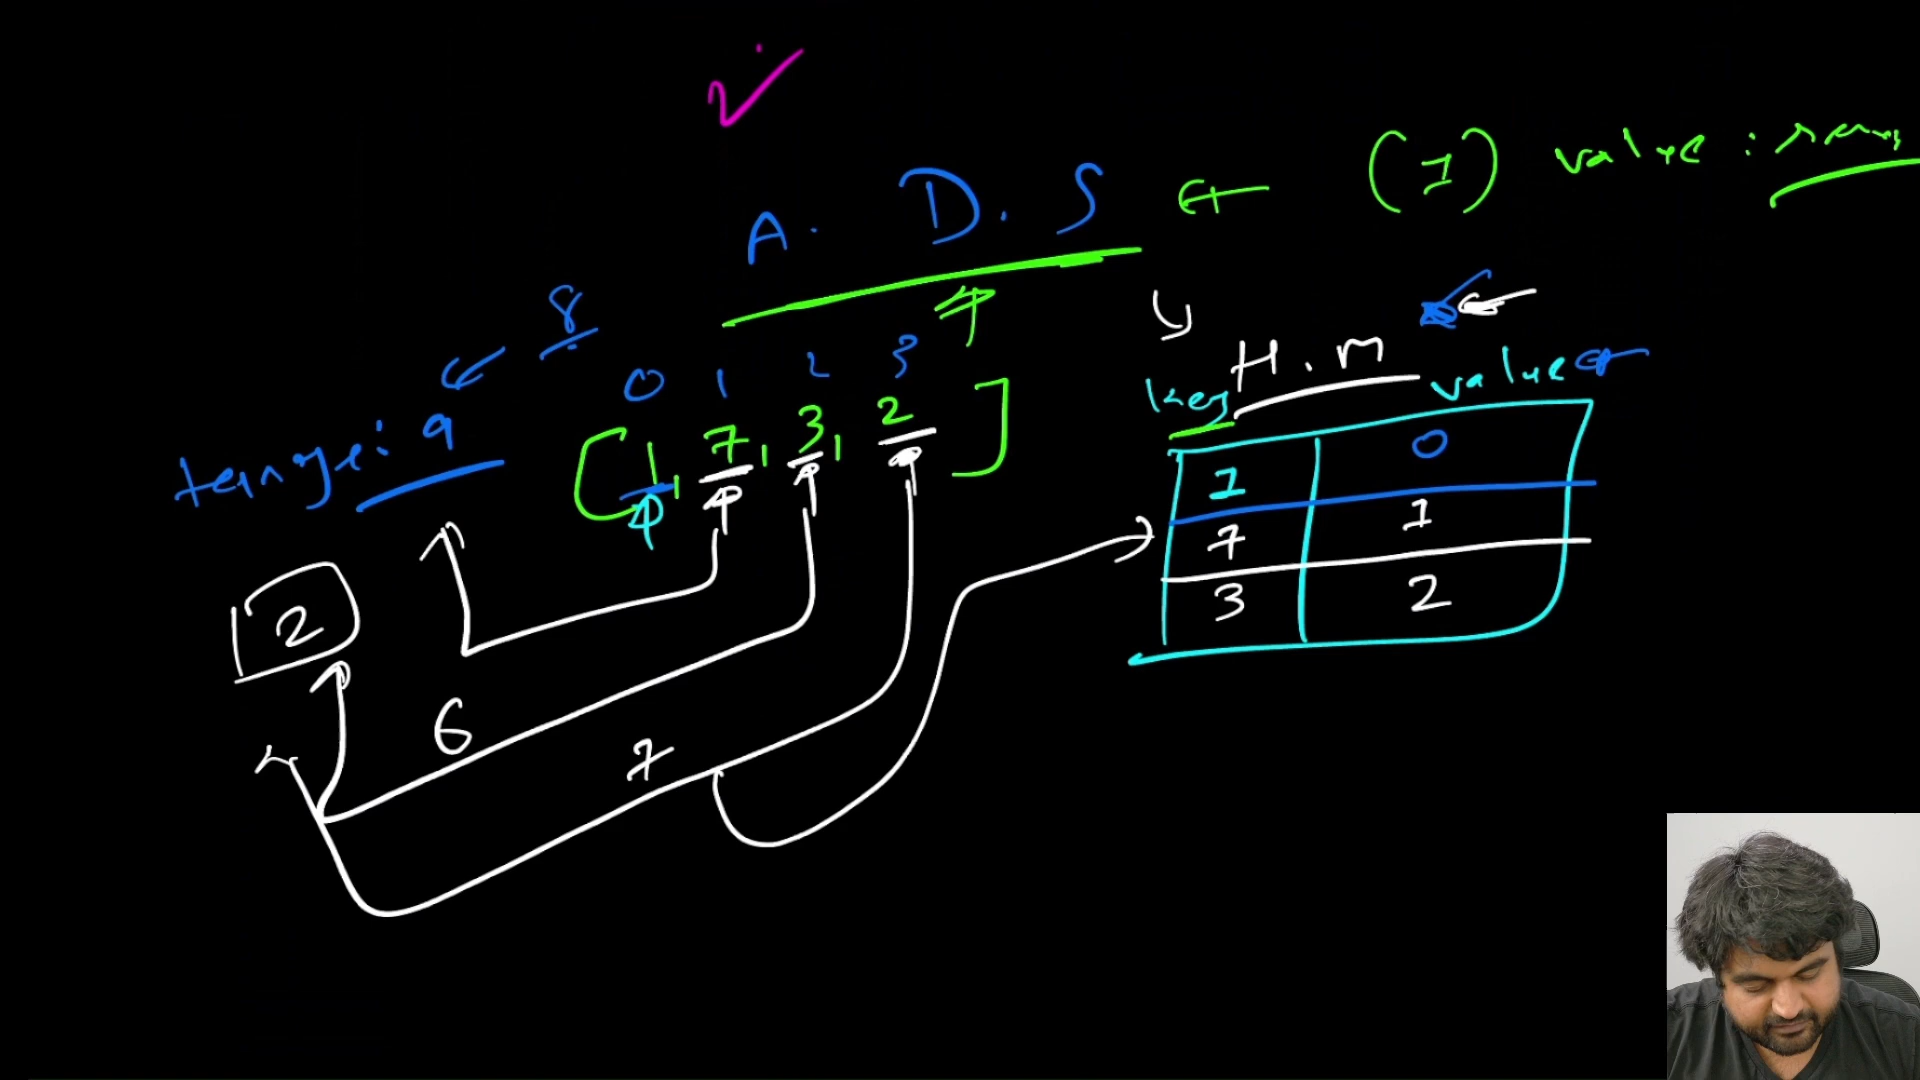 A. D. S ← (1) value :
8
H.M
key value
0 1 2 3
target: 9 [1, 7, 3, 2]
1 0
7 1
3 2
2
6
7